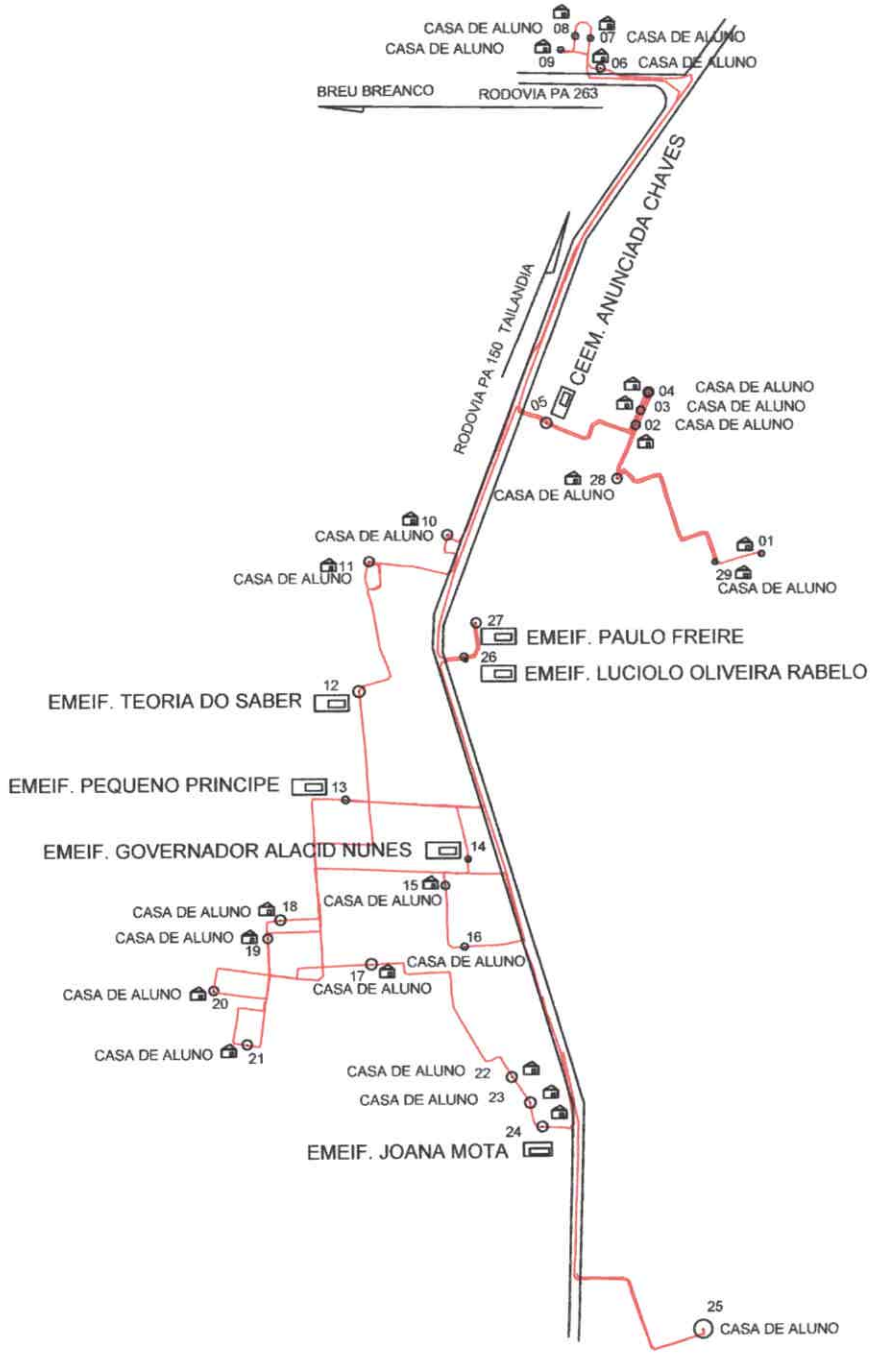 CASA DE ALUNO 08
07 CASA DE ALUNO
CASA DE ALUNO 09
06 CASA DE ALUNO
BREU BREANCO
RODOVIA PA 263
CEEM. ANUNCIADA CHAVES
RODOVIA PA 150 TAILANDIA
05
04 CASA DE ALUNO
03 CASA DE ALUNO
02 CASA DE ALUNO
28
CASA DE ALUNO
01
29
CASA DE ALUNO
10
CASA DE ALUNO
11
CASA DE ALUNO
27
EMEIF. PAULO FREIRE
26
EMEIF. LUCIOLO OLIVEIRA RABELO
12
EMEIF. TEORIA DO SABER
EMEIF. PEQUENO PRINCIPE 13
EMEIF. GOVERNADOR ALACID NUNES 14
15
CASA DE ALUNO
CASA DE ALUNO 18
CASA DE ALUNO 19
16
CASA DE ALUNO
17
CASA DE ALUNO
CASA DE ALUNO 20
CASA DE ALUNO 21
CASA DE ALUNO 22
CASA DE ALUNO 23
24
EMEIF. JOANA MOTA
25
CASA DE ALUNO